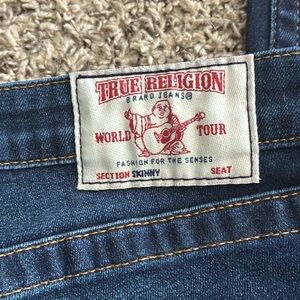 TRUE RELIGION
BRAND JEANS®
WORLD TOUR
FASHION FOR THE SENSES
SECTION SKINNY SEAT